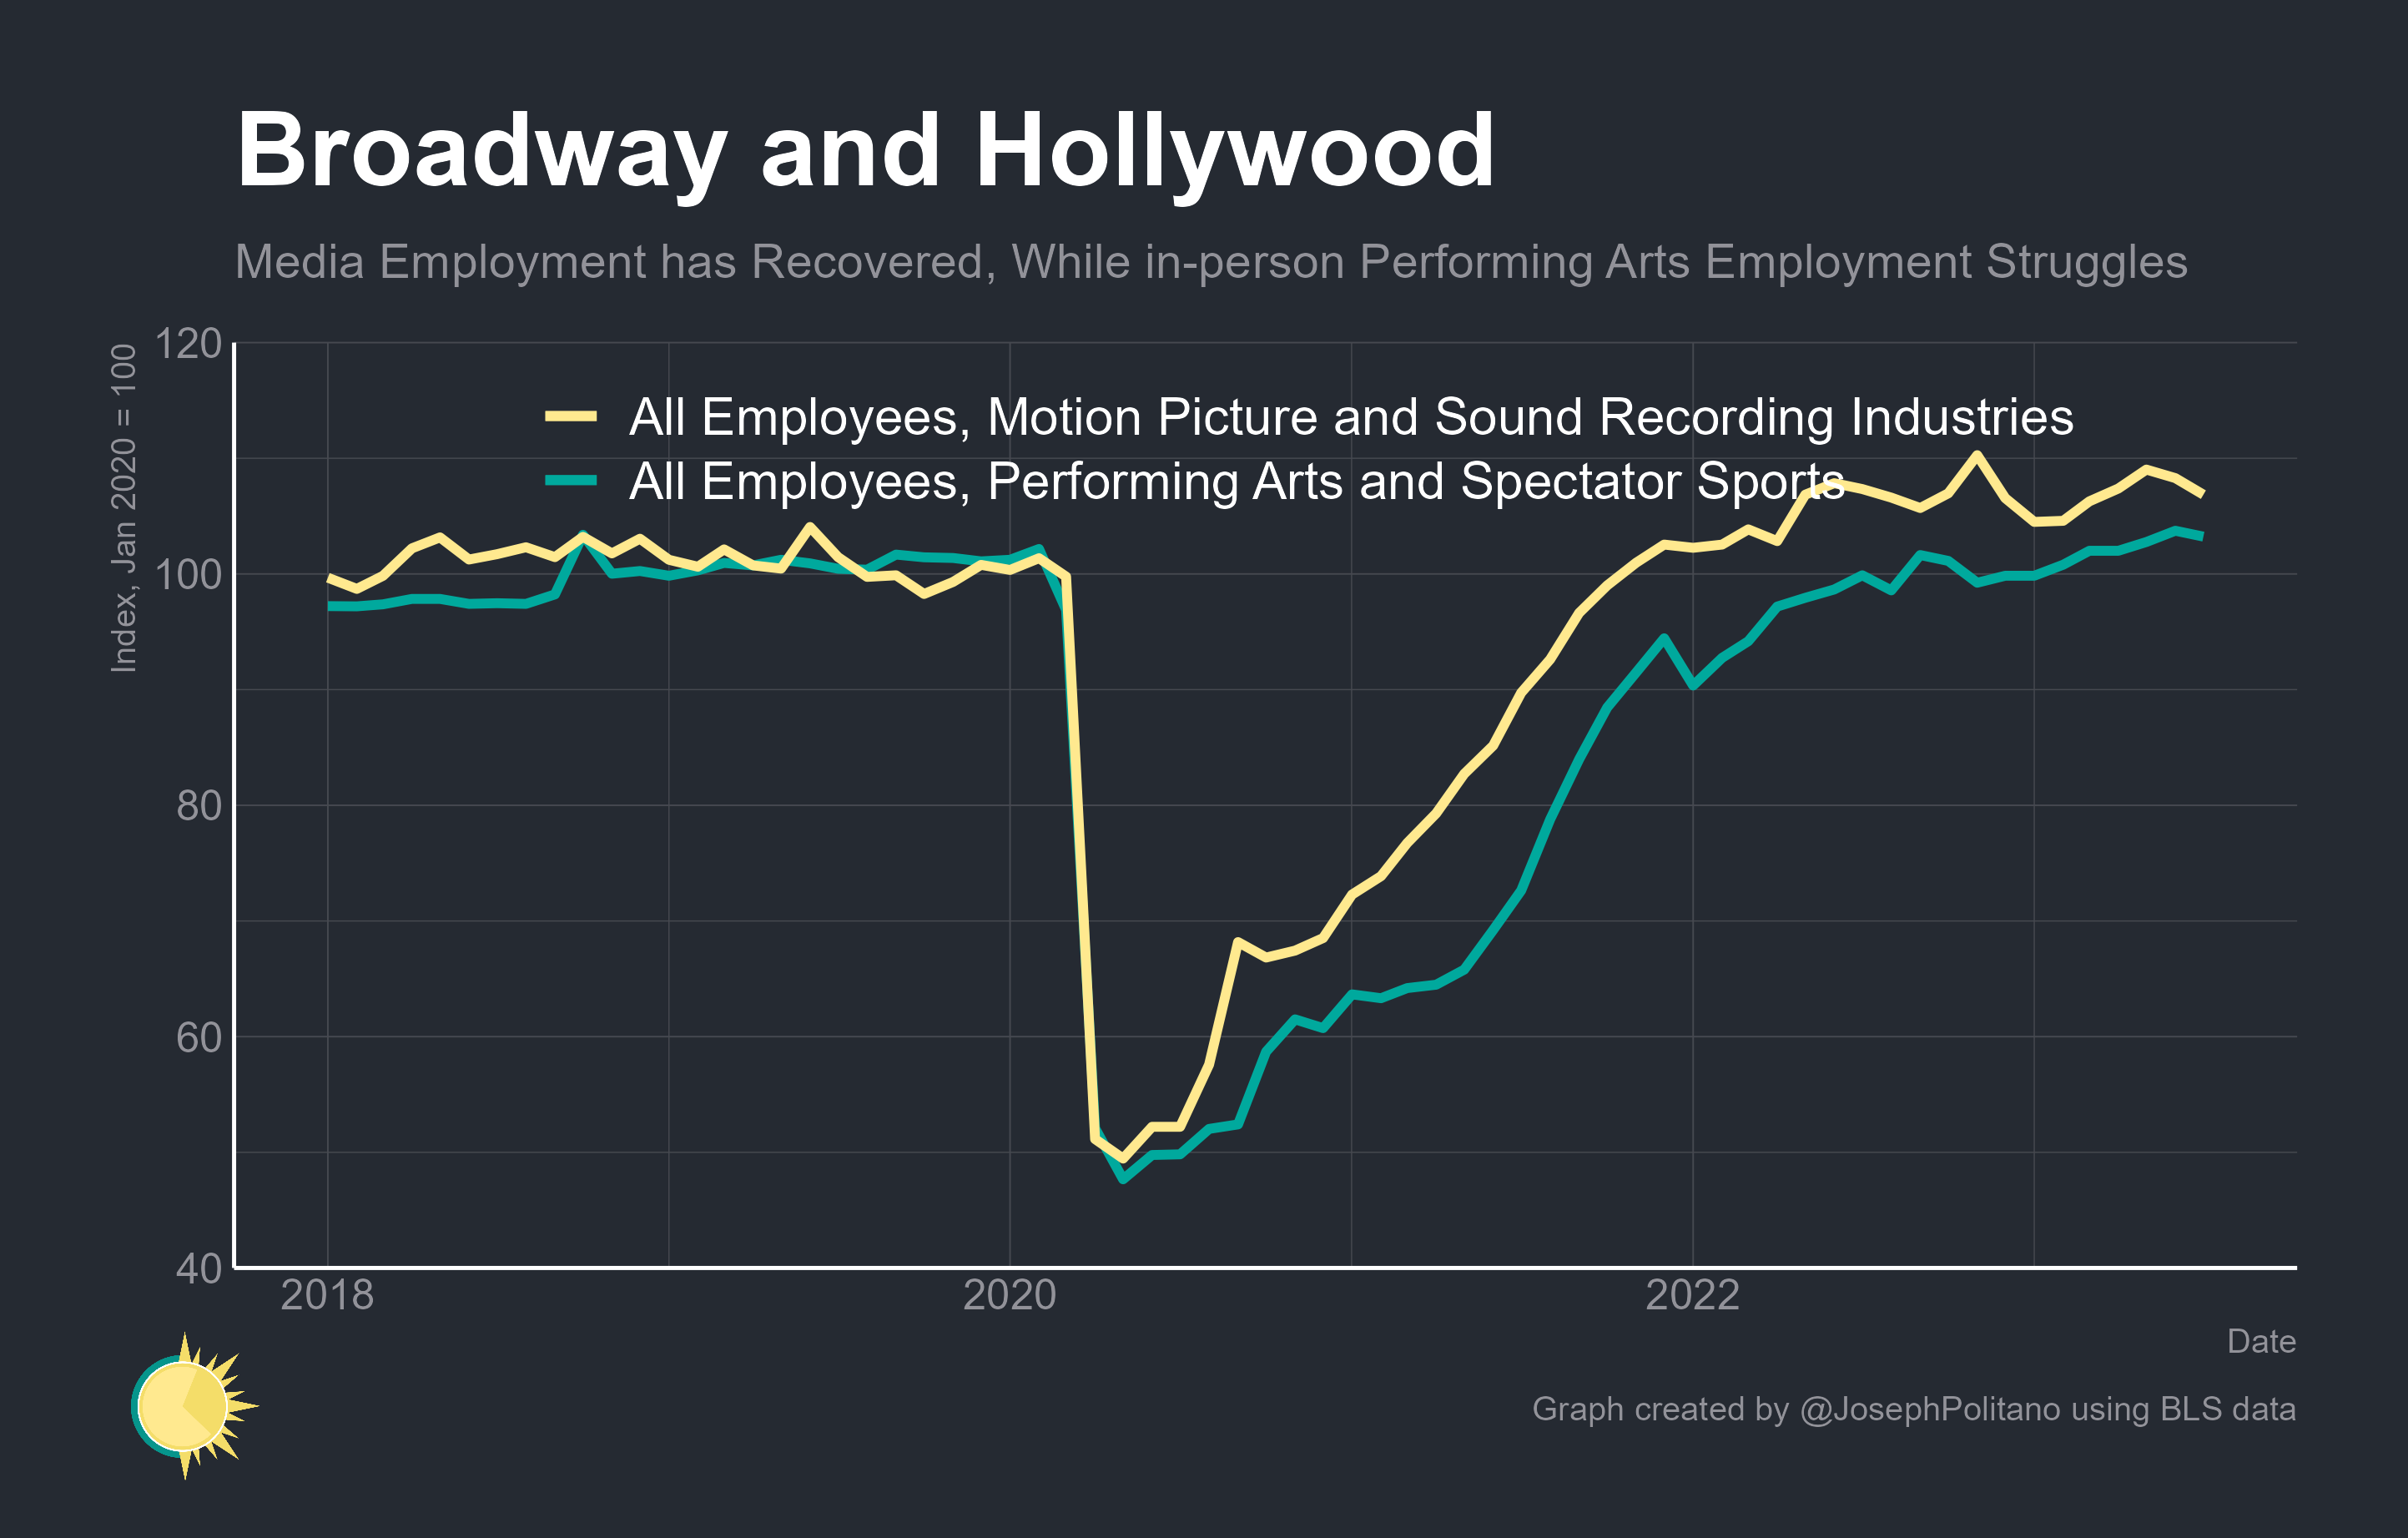 Broadway and Hollywood
Media Employment has Recovered, While in-person Performing Arts Employment Struggles
Index, Jan 2020 = 100
120
100
80
60
40
All Employees, Motion Picture and Sound Recording Industries
All Employees, Performing Arts and Spectator Sports
2018
2020
2022
Date
Graph created by @JosephPolitano using BLS data